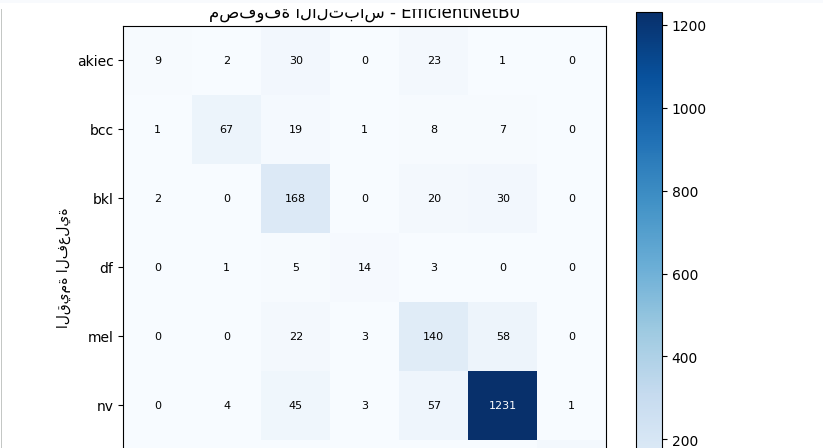 مصفوفة الالتباس - EfficientNetB0
akiec 9 2 30 0 23 1 0
bcc 1 67 19 1 8 7 0
bkl 2 0 168 0 20 30 0
df 0 1 5 14 3 0 0
mel 0 0 22 3 140 58 0
nv 0 4 45 3 57 1231 1
القيمة الفعلية
1200
1000
800
600
400
200